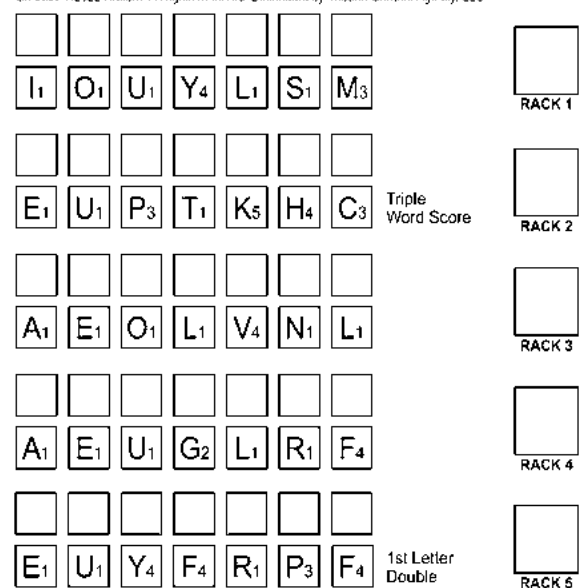 I1 O1 U1 Y4 L1 S1 M3
RACK 1
E1 U1 P3 T1 K5 H4 C3
Triple
Word Score
RACK 2
A1 E1 O1 L1 V4 N1 L1
RACK 3
A1 E1 U1 G2 L1 R1 F4
RACK 4
E1 U1 Y4 F4 R1 P3 F4
1st Letter
Double
RACK 5